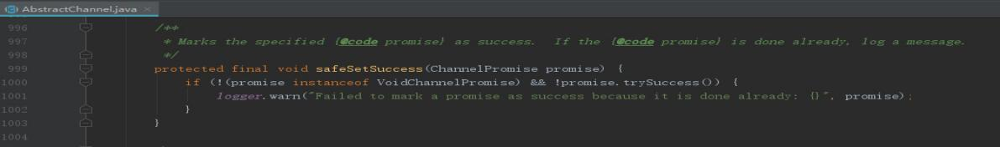 AbstractChannel.java ×
996 /**
997 * Marks the specified {@code promise} as success.  If the {@code promise} is done already, log a message.
998 */
999 protected final void safeSetSuccess(ChannelPromise promise) {
1000 if (!(promise instanceof VoidChannelPromise) && !promise.trySuccess()) {
1001 logger.warn("Failed to mark a promise as success because it is done already: {}", promise);
1002 }
1003 }
1004